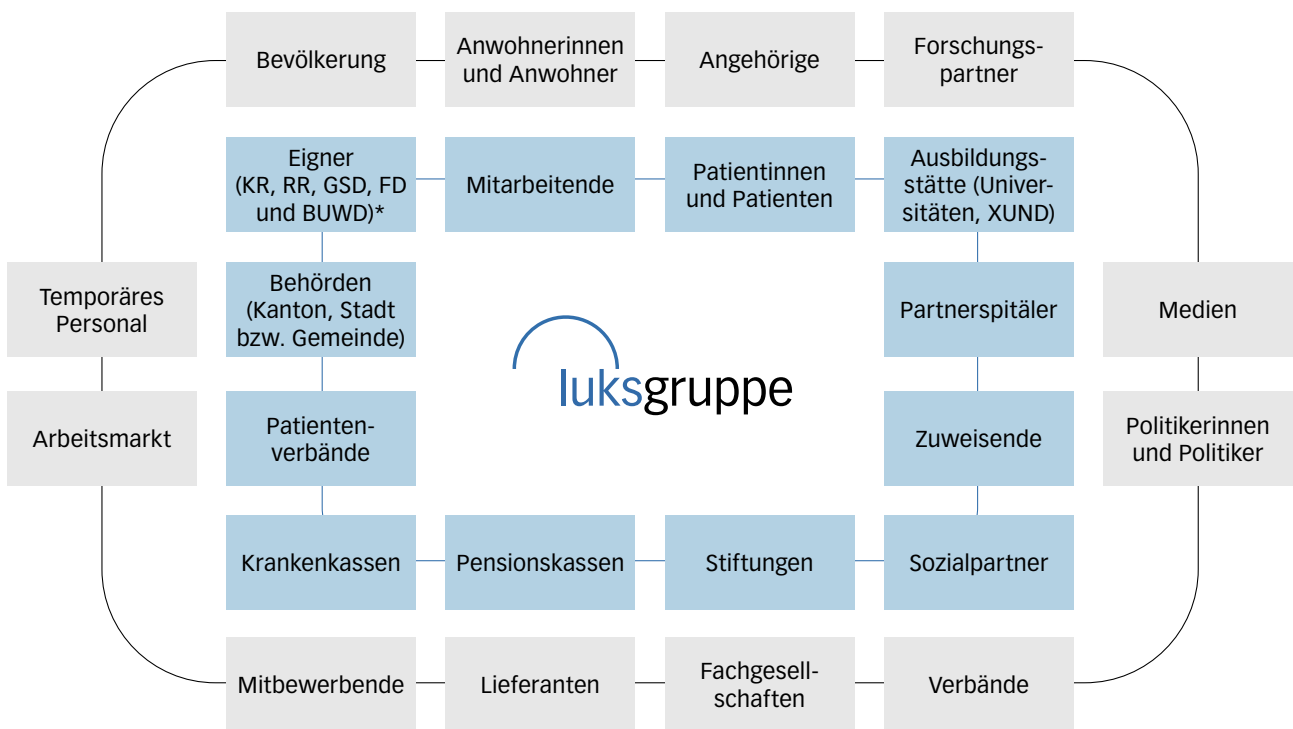 Bevölkerung
Anwohnerinnen
und Anwohner
Angehörige
Forschungs-
partner
Eigner
(KR, RR, GSD, FD
und BUWD)*
Mitarbeitende
Patientinnen
und Patienten
Ausbildungs-
stätte (Univer-
sitäten, XUND)
Temporäres
Personal
Behörden
(Kanton, Stadt
bzw. Gemeinde)
Partnerspitäler
Medien
luksgruppe
Arbeitsmarkt
Patienten-
verbände
Zuweisende
Politikerinnen
und Politiker
Krankenkassen
Pensionskassen
Stiftungen
Sozialpartner
Mitbewerbende
Lieferanten
Fachgesell-
schaften
Verbände